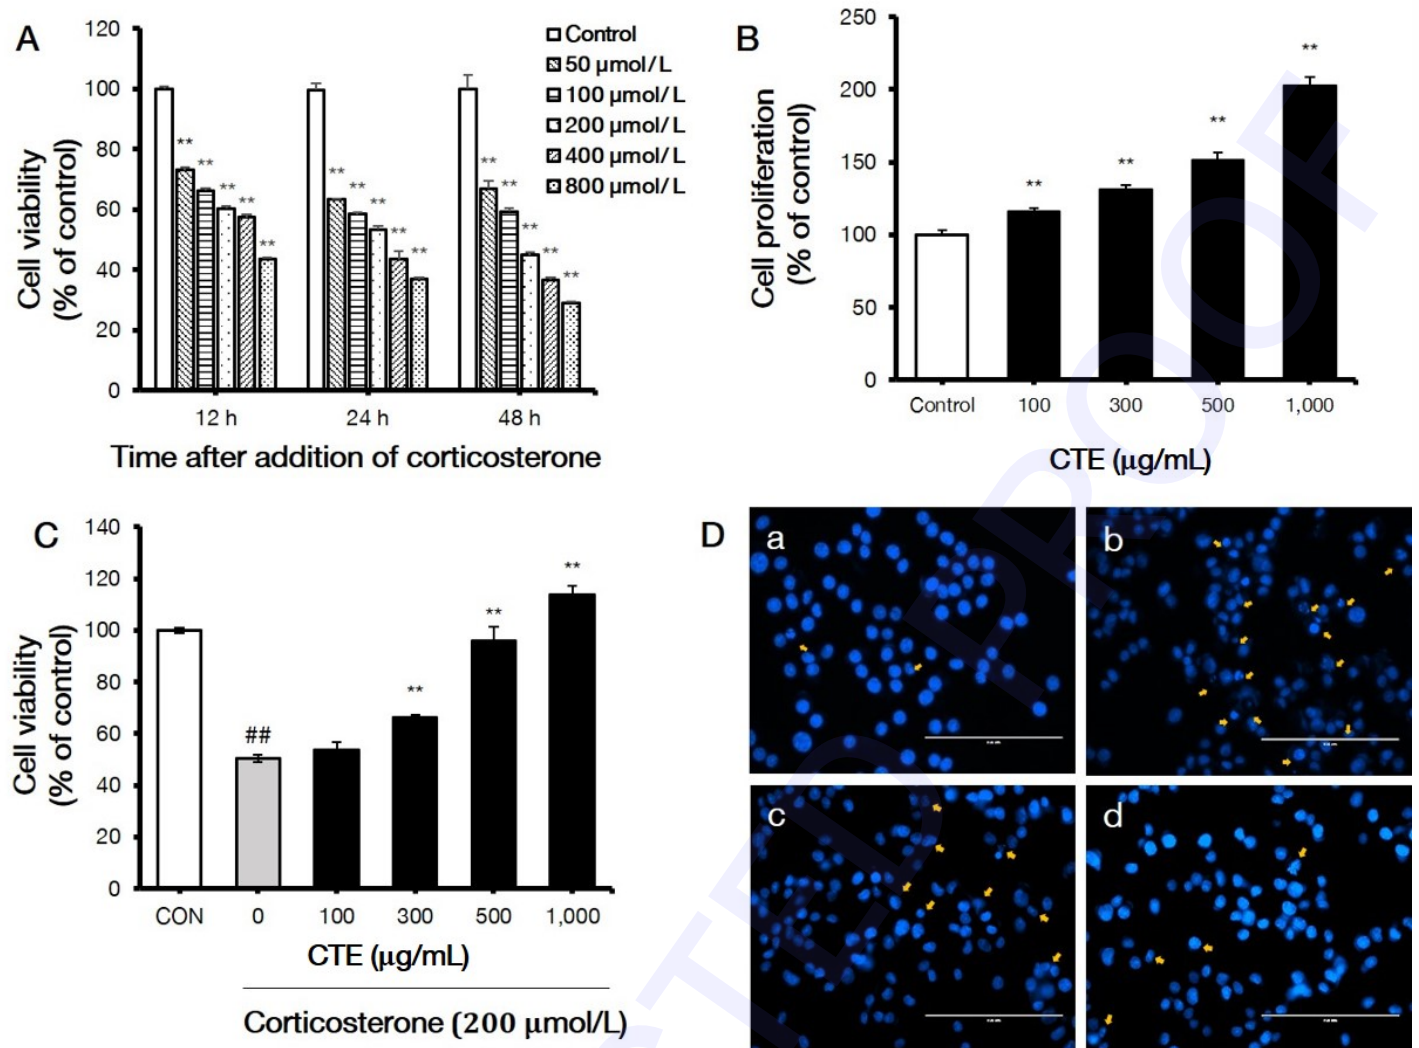 A
120
100
80
60
40
20
0
Cell viability
(% of control)
Control
50 μmol/L
100 μmol/L
200 μmol/L
400 μmol/L
800 μmol/L
** ** ** ** **
** ** ** ** **
** ** ** ** **
12 h 24 h 48 h
Time after addition of corticosterone
B
250
200
150
100
50
0
Cell proliferation
(% of control)
** ** ** **
Control 100 300 500 1,000
CTE (μg/mL)
C
140
120
100
80
60
40
20
0
Cell viability
(% of control)
## ** ** **
CON 0 100 300 500 1,000
CTE (μg/mL)
Corticosterone (200 μmol/L)
D
a
b
c
d
PROOF